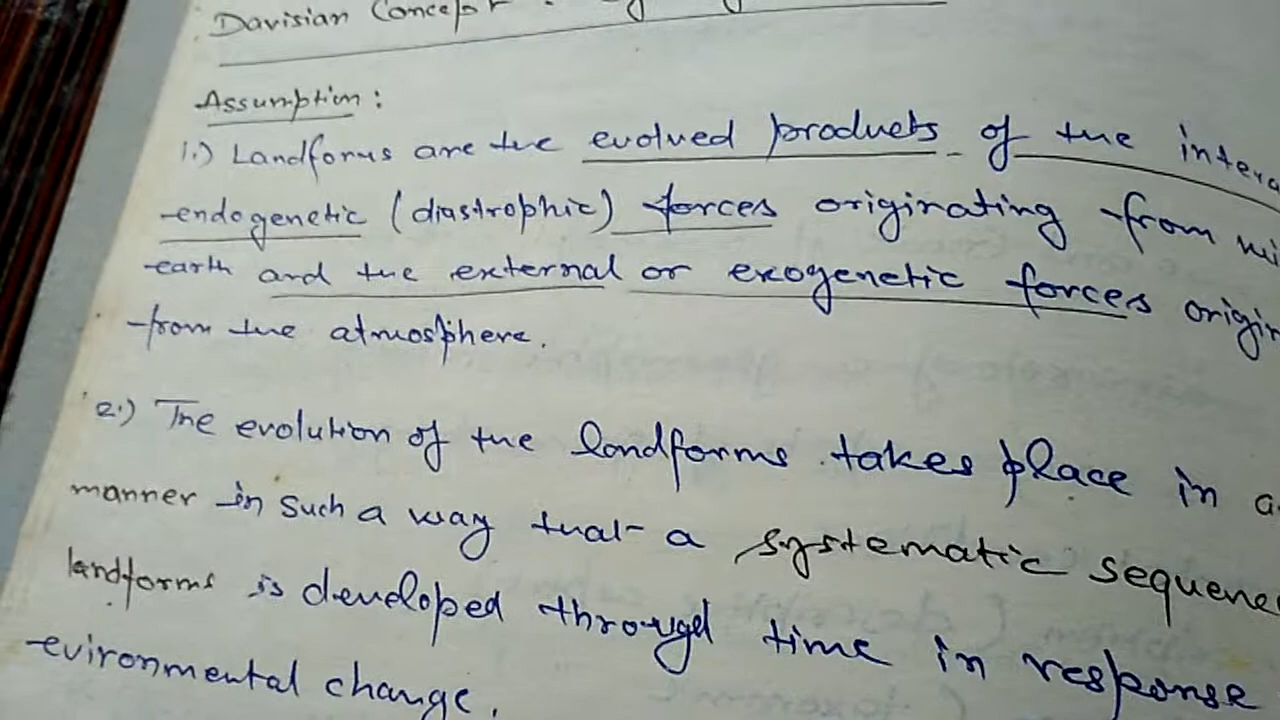 Davisian Concept :
Assumption :
1.) Landforms are the evolved products of the
endogenetic (diastrophic) forces originating from
earth and the external or exogenetic forces
from the atmosphere.
2.) The evolution of the landforms takes place in a
manner in such a way that a systematic
landforms is developed through time in response
evironmental change.